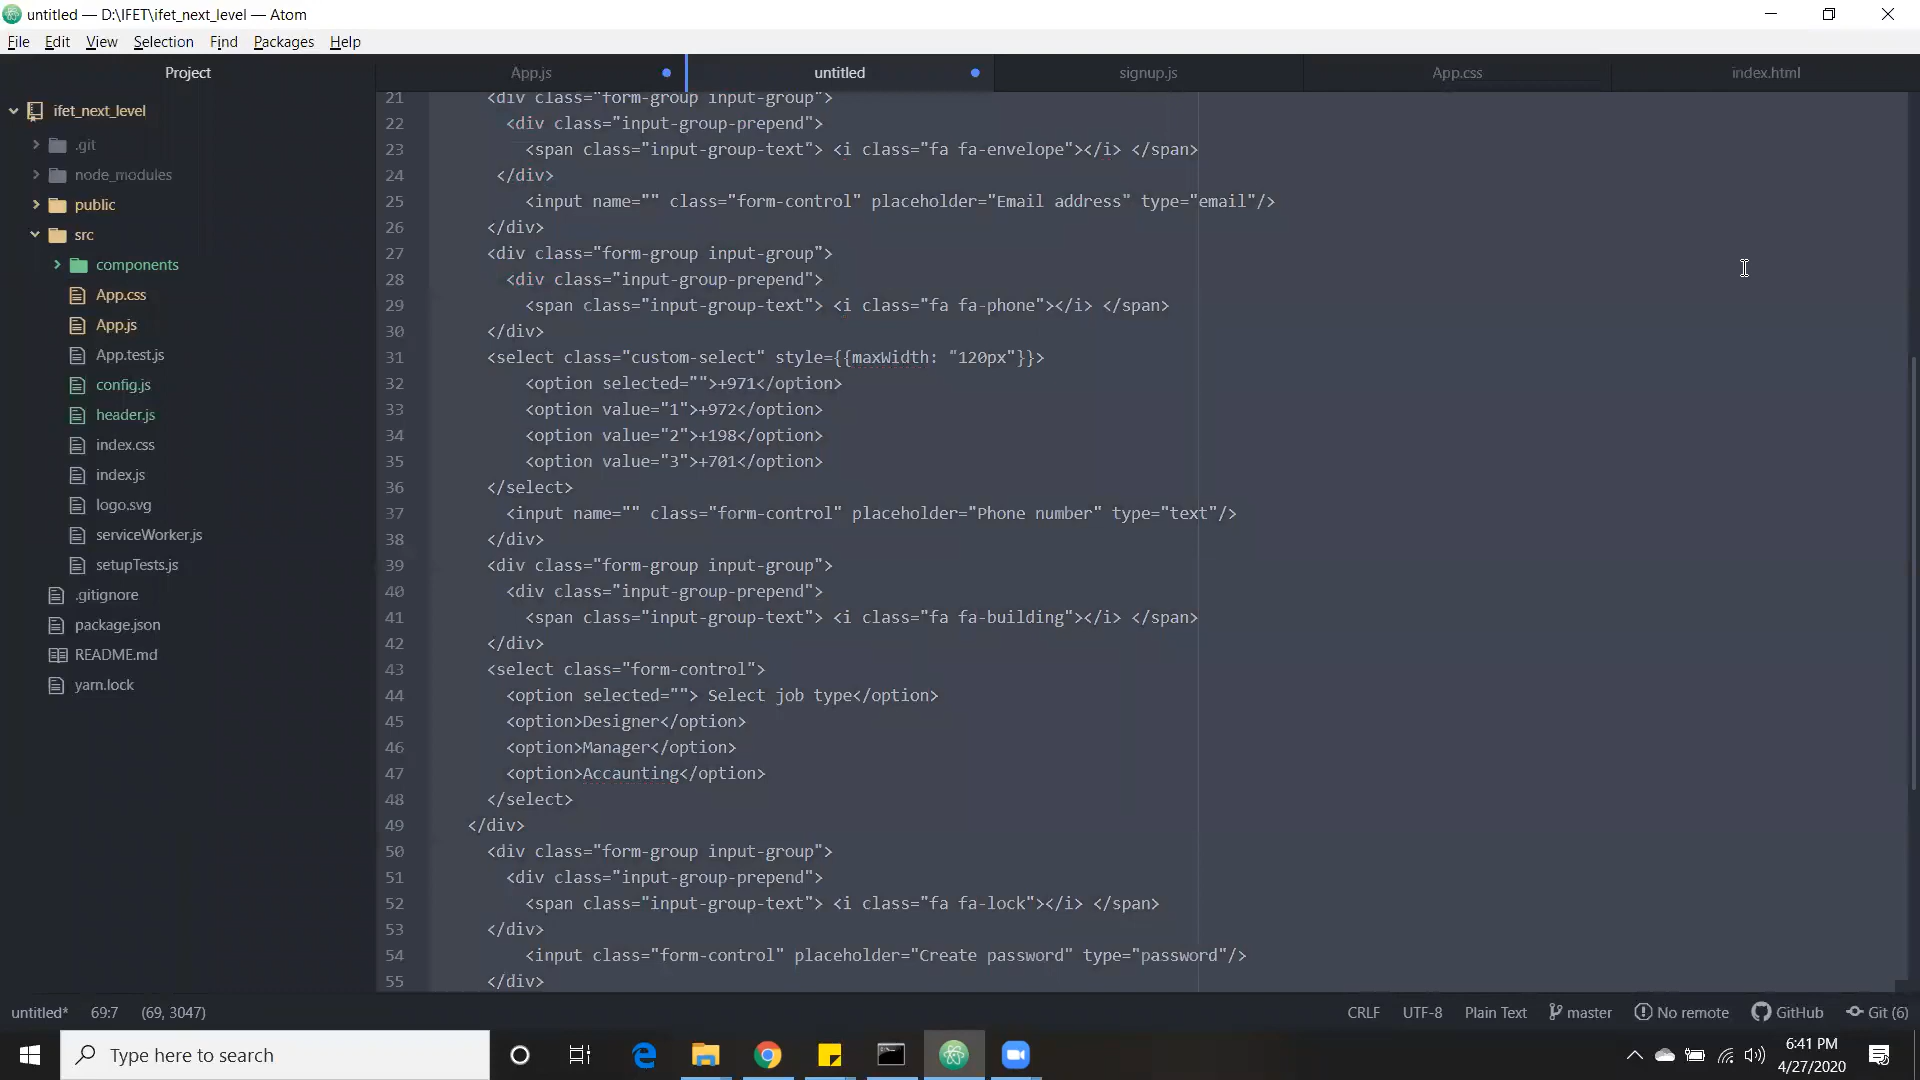 untitled — D:\IFET\ifet_next_level — Atom
File Edit View Selection Find Packages Help
Project
App.js
untitled
signup.js
App.css
index.html
ifet_next_level
.git
node_modules
public
src
components
App.css
App.js
App.test.js
config.js
header.js
index.css
index.js
logo.svg
serviceWorker.js
setupTests.js
.gitignore
package.json
README.md
yarn.lock
21 <div class="form-group input-group">
22 <div class="input-group-prepend">
23 <span class="input-group-text"> <i class="fa fa-envelope"></i> </span>
24 </div>
25 <input name="" class="form-control" placeholder="Email address" type="email"/>
26 </div>
27 <div class="form-group input-group">
28 <div class="input-group-prepend">
29 <span class="input-group-text"> <i class="fa fa-phone"></i> </span>
30 </div>
31 <select class="custom-select" style={{maxWidth: "120px"}}>
32 <option selected="">+971</option>
33 <option value="1">+972</option>
34 <option value="2">+198</option>
35 <option value="3">+701</option>
36 </select>
37 <input name="" class="form-control" placeholder="Phone number" type="text"/>
38 </div>
39 <div class="form-group input-group">
40 <div class="input-group-prepend">
41 <span class="input-group-text"> <i class="fa fa-building"></i> </span>
42 </div>
43 <select class="form-control">
44 <option selected=""> Select job type</option>
45 <option>Designer</option>
46 <option>Manager</option>
47 <option>Accaunting</option>
48 </select>
49 </div>
50 <div class="form-group input-group">
51 <div class="input-group-prepend">
52 <span class="input-group-text"> <i class="fa fa-lock"></i> </span>
53 </div>
54 <input class="form-control" placeholder="Create password" type="password"/>
55 </div>
untitled* 69:7 (69, 3047) CRLF UTF-8 Plain Text master No remote GitHub Git (6)
Type here to search
6:41 PM
4/27/2020